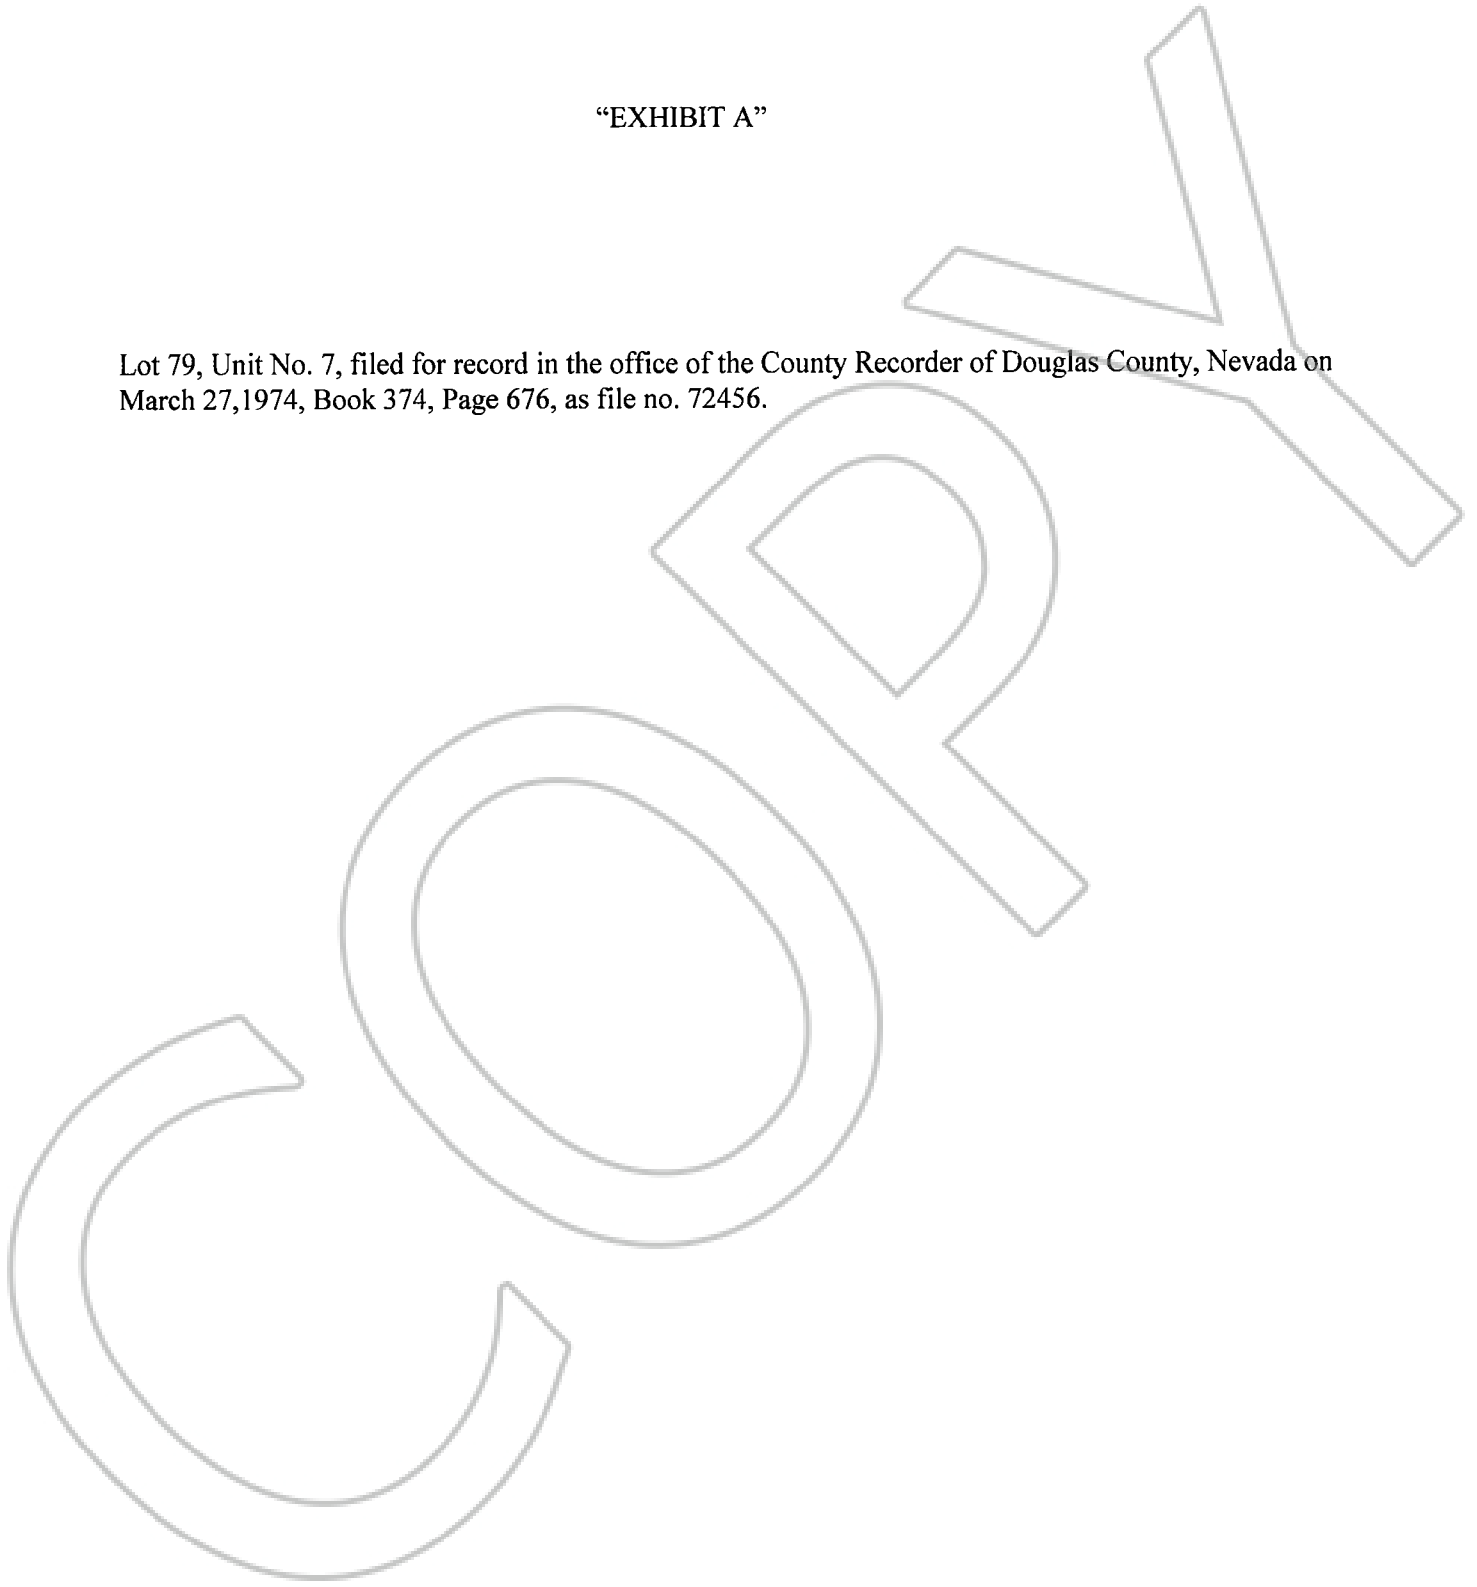 “EXHIBIT A”
Lot 79, Unit No. 7, filed for record in the office of the County Recorder of Douglas County, Nevada on
March 27,1974, Book 374, Page 676, as file no. 72456.
COPY